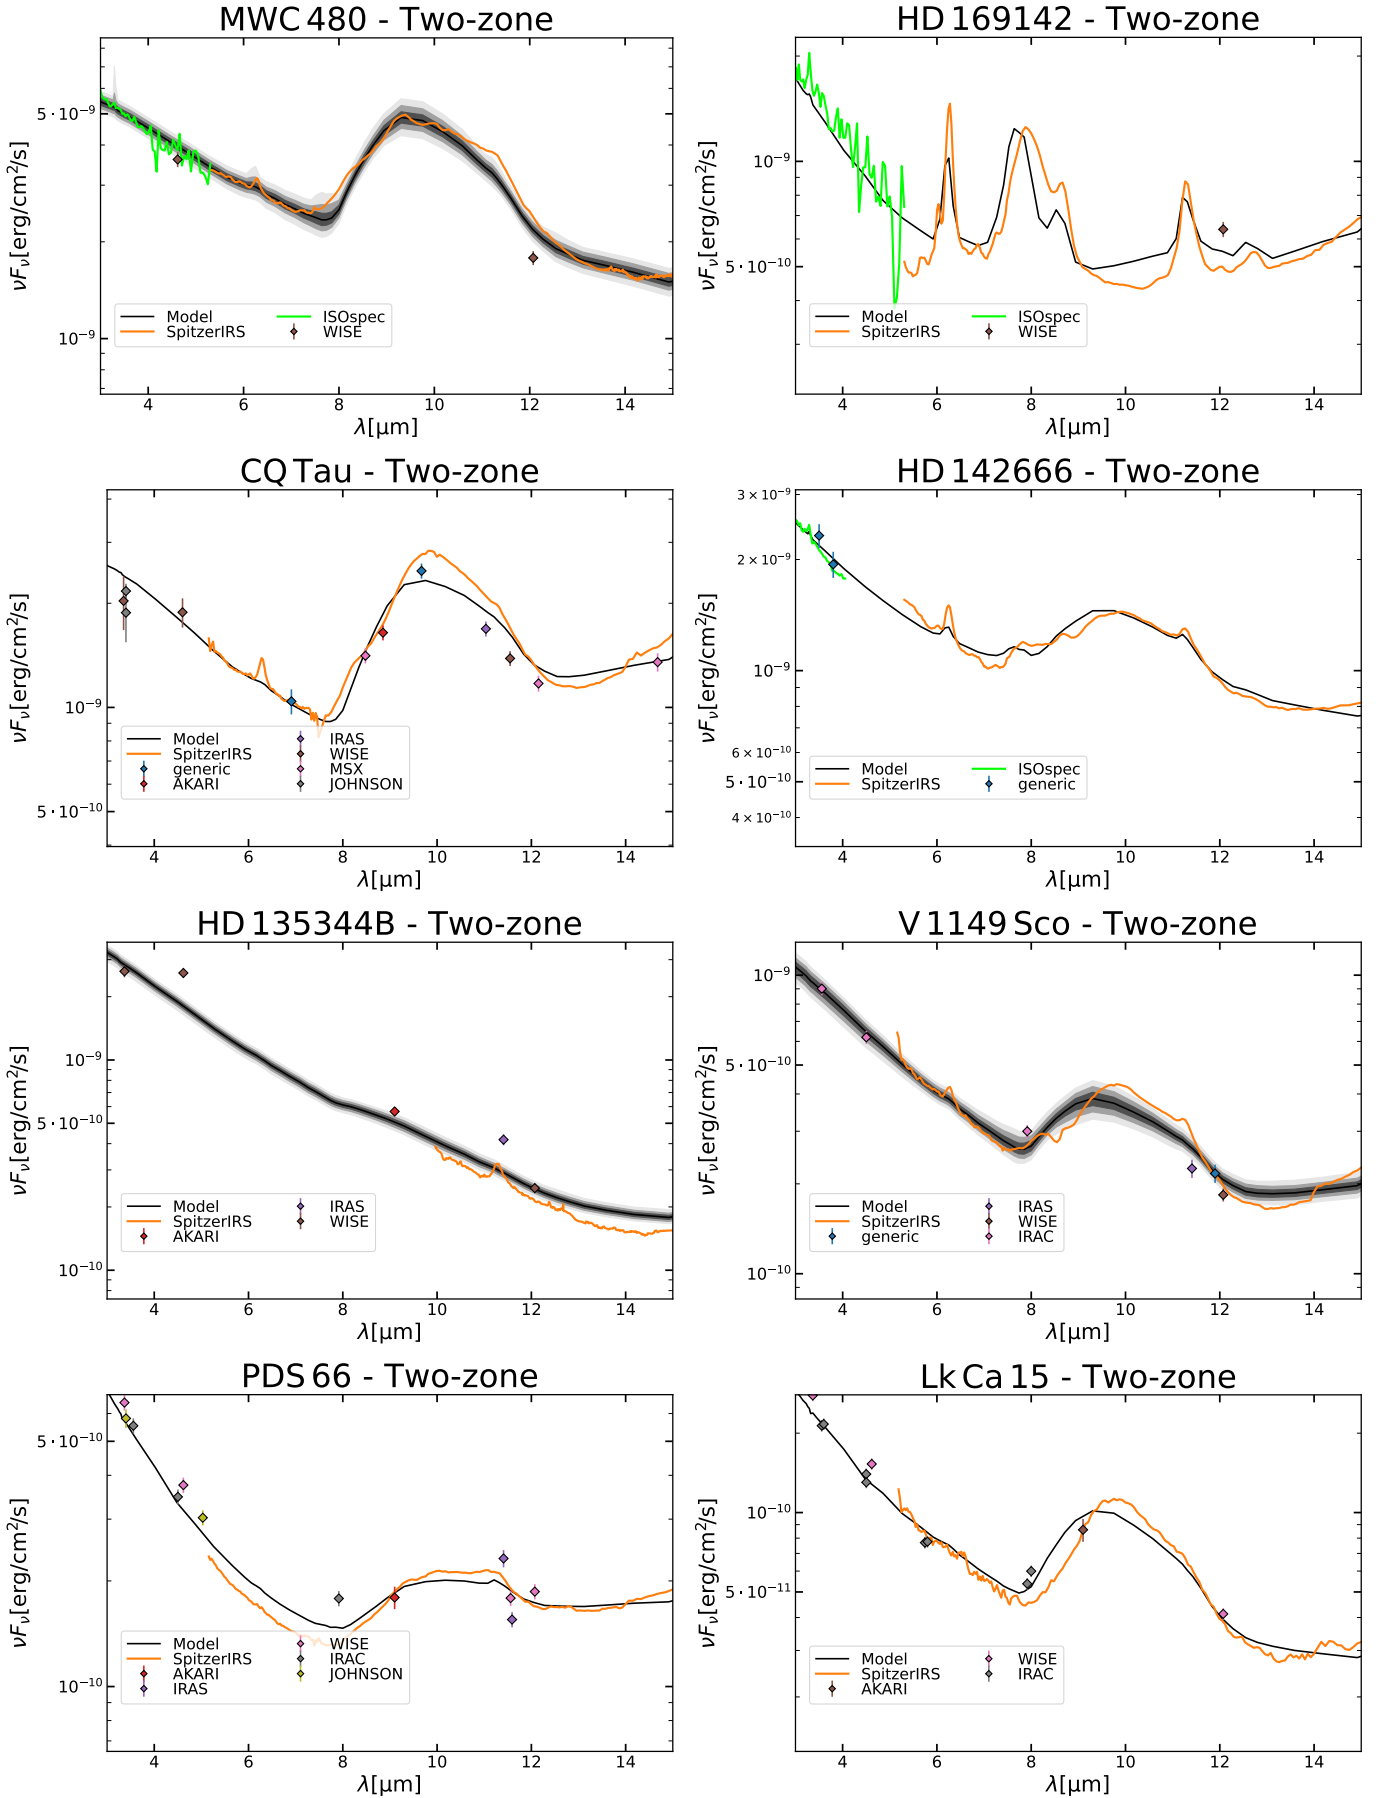 MWC 480 - Two-zone
νFν[erg/cm²/s]
5·10⁻⁹
10⁻⁹
Model
SpitzerIRS
ISOspec
WISE
4 6 8 10 12 14
λ[µm]
HD 169142 - Two-zone
νFν[erg/cm²/s]
10⁻⁹
5·10⁻¹⁰
Model
SpitzerIRS
ISOspec
WISE
4 6 8 10 12 14
λ[µm]
CQ Tau - Two-zone
νFν[erg/cm²/s]
10⁻⁹
5·10⁻¹⁰
Model
SpitzerIRS
generic
AKARI
IRAS
WISE
MSX
JOHNSON
4 6 8 10 12 14
λ[µm]
HD 142666 - Two-zone
νFν[erg/cm²/s]
3 × 10⁻⁹
2 × 10⁻⁹
10⁻⁹
6 × 10⁻¹⁰
5·10⁻¹⁰
4 × 10⁻¹⁰
Model
SpitzerIRS
ISOspec
generic
4 6 8 10 12 14
λ[µm]
HD 135344B - Two-zone
νFν[erg/cm²/s]
10⁻⁹
5·10⁻¹⁰
10⁻¹⁰
Model
SpitzerIRS
AKARI
IRAS
WISE
4 6 8 10 12 14
λ[µm]
V 1149 Sco - Two-zone
νFν[erg/cm²/s]
10⁻⁹
5·10⁻¹⁰
10⁻¹⁰
Model
SpitzerIRS
generic
IRAS
WISE
IRAC
4 6 8 10 12 14
λ[µm]
PDS 66 - Two-zone
νFν[erg/cm²/s]
5·10⁻¹⁰
10⁻¹⁰
Model
SpitzerIRS
AKARI
IRAS
WISE
IRAC
JOHNSON
4 6 8 10 12 14
λ[µm]
Lk Ca 15 - Two-zone
νFν[erg/cm²/s]
10⁻¹⁰
5·10⁻¹¹
Model
SpitzerIRS
AKARI
WISE
IRAC
4 6 8 10 12 14
λ[µm]